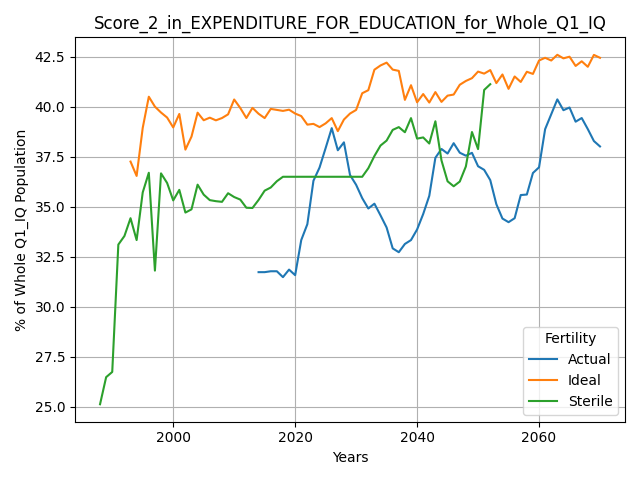 Score_2_in_EXPENDITURE_FOR_EDUCATION_for_Whole_Q1_IQ
% of Whole Q1_IQ Population
42.5
40.0
37.5
35.0
32.5
30.0
27.5
25.0
Fertility
Actual
Ideal
Sterile
2000
2020
2040
2060
Years